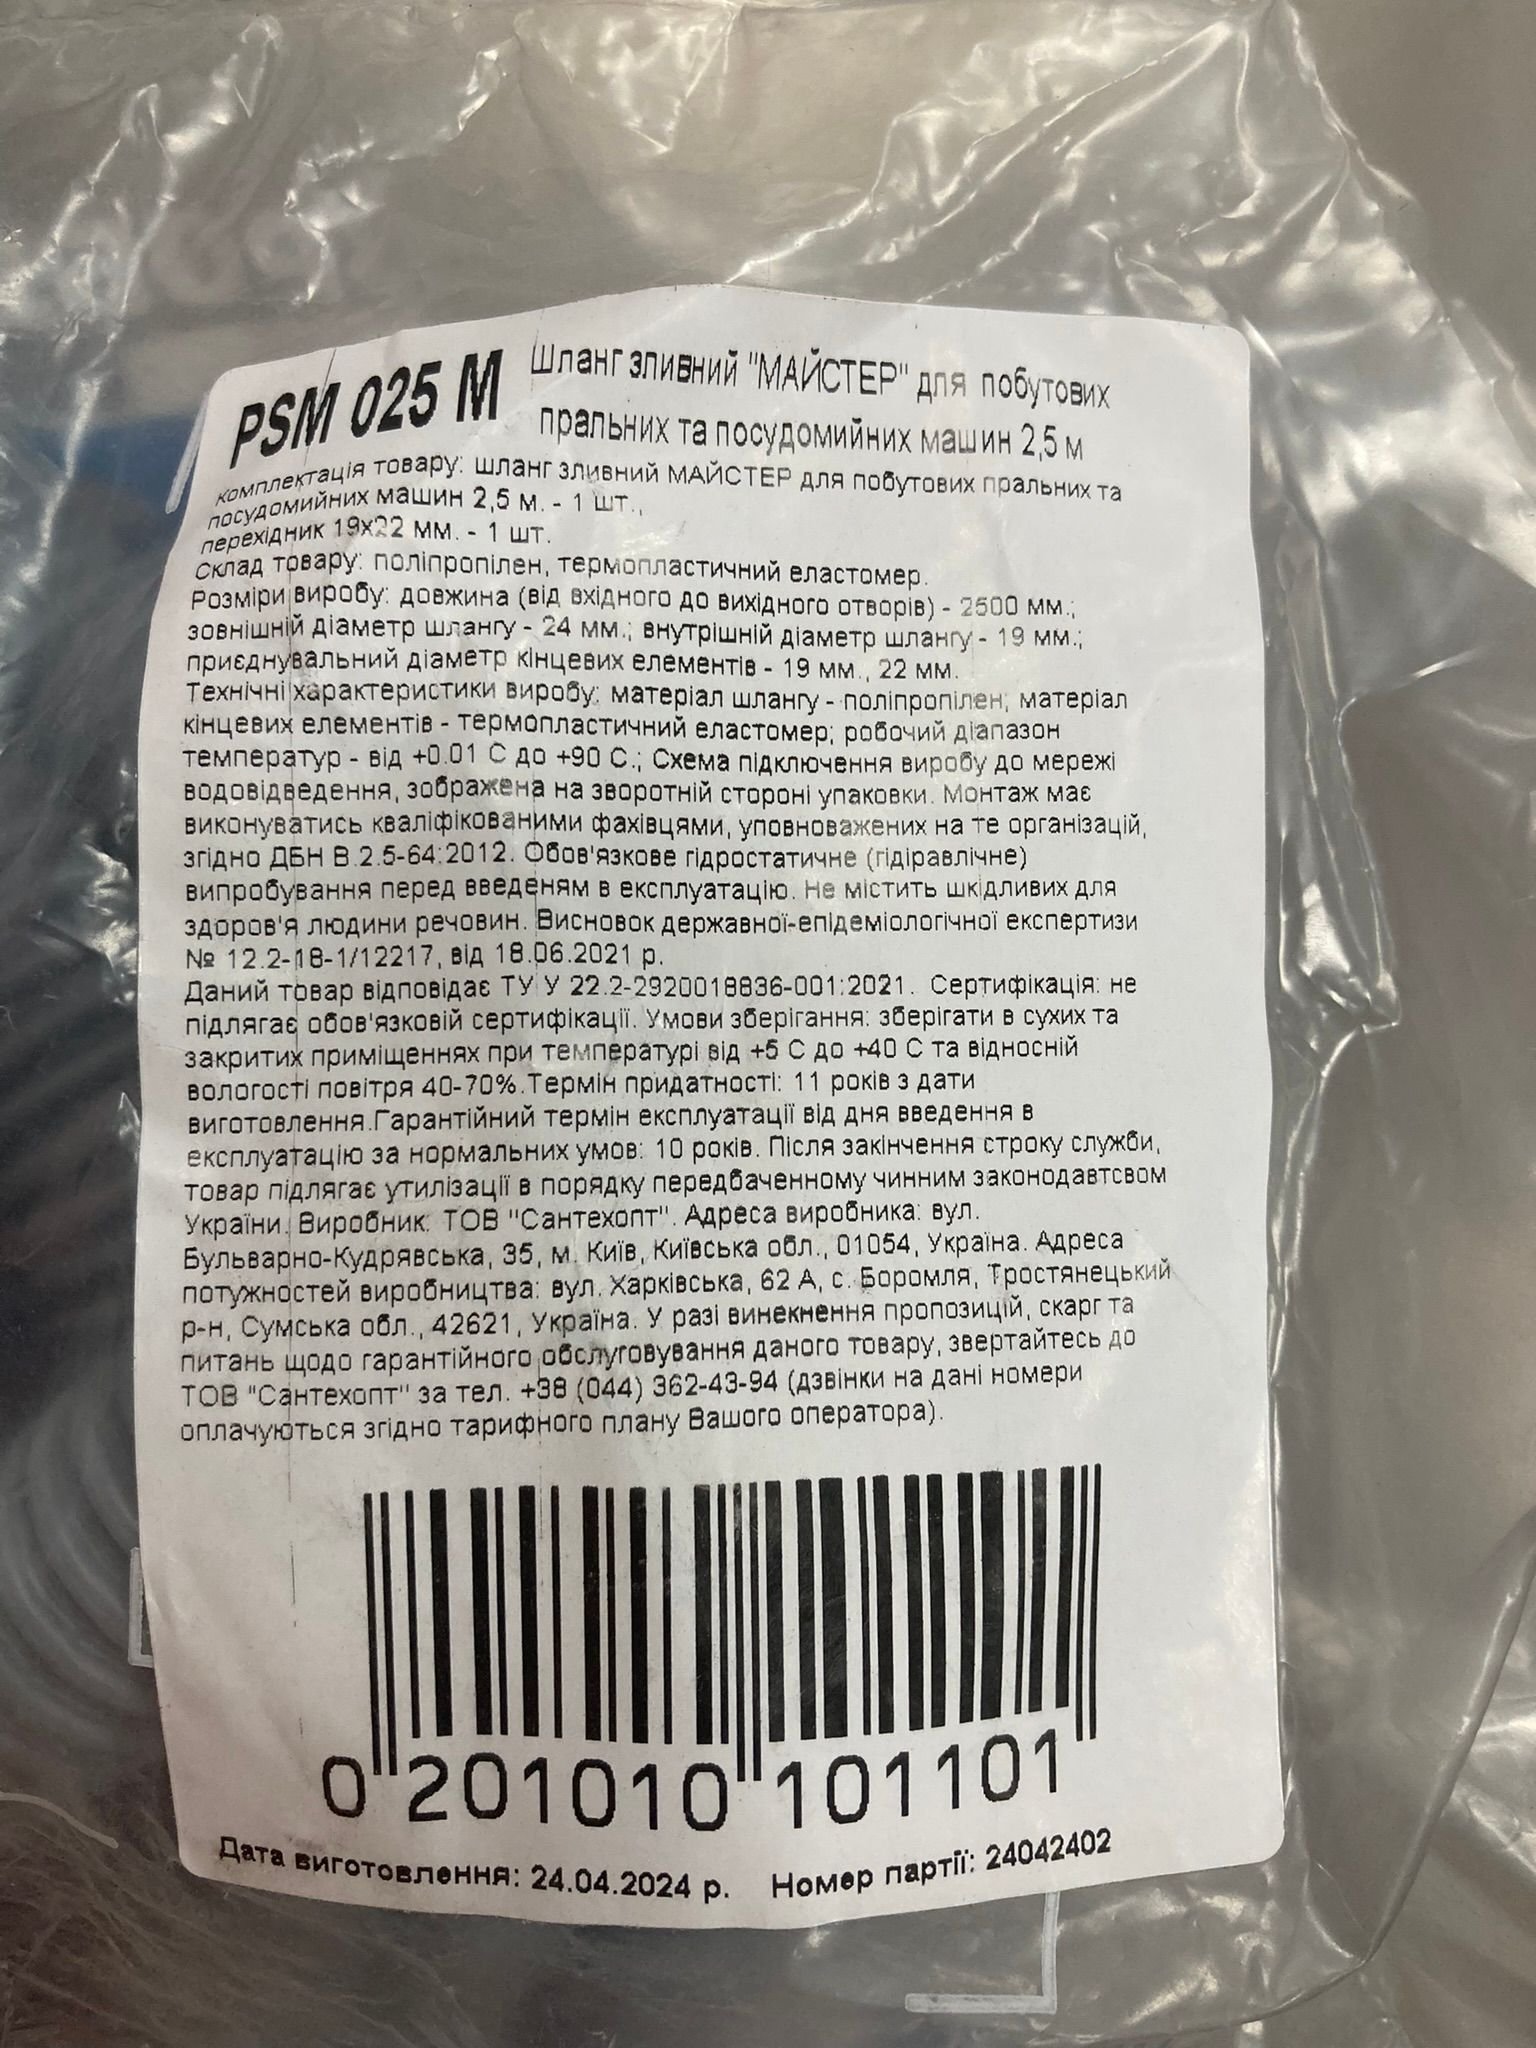 PSM 025 M
Шланг зливний "МАЙСТЕР" для побутових
пральних та посудомийних машин 2,5 м
комплектація товару: шланг зливний МАЙСТЕР для побутових пральних та
посудомийних машин 2,5 м. - 1 шт.,
перехідник 19х22 мм. - 1 шт.
Склад товару: поліпропілен, термопластичний еластомер.
Розміри виробу: довжина (від вхідного до вихідного отворів) - 2500 мм.;
зовнішній діаметр шлангу - 24 мм.; внутрішній діаметр шлангу - 19 мм.;
приєднувальний діаметр кінцевих елементів - 19 мм., 22 мм.
Технічні характеристики виробу: матеріал шлангу - поліпропілен; матеріал
кінцевих елементів - термопластичний еластомер; робочий діапазон
температур - від +0.01 С до +90 С.; Схема підключення виробу до мережі
водовідведення, зображена на зворотній стороні упаковки. Монтаж має
виконуватись кваліфікованими фахівцями, уповноважених на те організацій,
згідно ДБН В.2.5-64:2012. Обов'язкове гідростатичне (гідіравлічне)
випробування перед введеням в експлуатацію. Не містить шкідливих для
здоров'я людини речовин. Висновок державної-епідеміологічної експертизи
№ 12.2-18-1/12217, від 18.06.2021 р.
Даний товар відповідає ТУ У 22.2-2920018836-001:2021. Сертифікація: не
підлягає обов'язковій сертифікації. Умови зберігання: зберігати в сухих та
закритих приміщеннях при температурі від +5 С до +40 С та відносній
вологості повітря 40-70%.Термін придатності: 11 років з дати
виготовлення.Гарантійний термін експлуатації від дня введення в
експлуатацію за нормальних умов: 10 років. Після закінчення строку служби,
товар підлягає утилізації в порядку передбаченному чинним законодавтсвом
України. Виробник: ТОВ "Сантехопт". Адреса виробника: вул.
Бульварно-Кудрявська, 35, м. Київ, Київська обл., 01054, Україна. Адреса
потужностей виробництва: вул. Харківська, 62 А, с. Боромля, Тростянецький
р-н, Сумська обл., 42621, Україна. У разі винекнення пропозицій, скарг та
питань щодо гарантійного обслуговування даного товару, звертайтесь до
ТОВ "Сантехопт" за тел. +38 (044) 362-43-94 (дзвінки на дані номери
оплачуються згідно тарифного плану Вашого оператора).
0 201010 101101
Дата виготовлення: 24.04.2024 р. Номер партії: 24042402